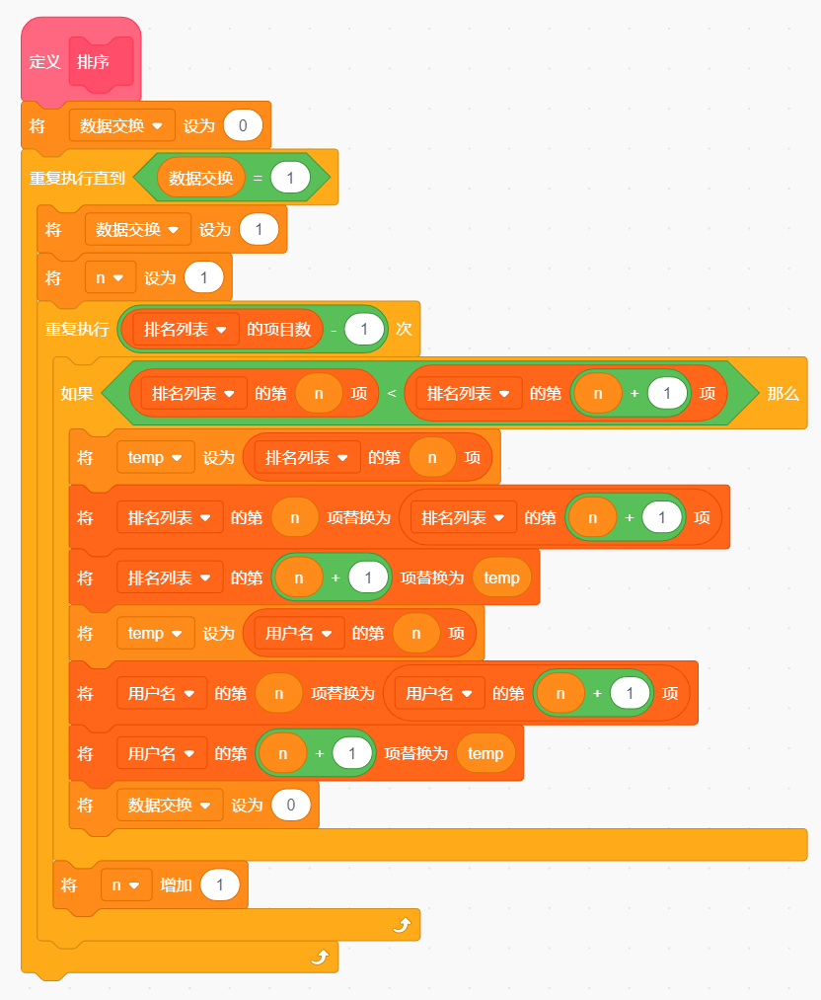 定义 排序
将 数据交换 设为 0
重复执行直到 数据交换 = 1
将 数据交换 设为 1
将 n 设为 1
重复执行 排名列表 的项目数 - 1 次
如果 排名列表 的第 n 项 < 排名列表 的第 n + 1 项 那么
将 temp 设为 排名列表 的第 n 项
将 排名列表 的第 n 项替换为 排名列表 的第 n + 1 项
将 排名列表 的第 n + 1 项替换为 temp
将 temp 设为 用户名 的第 n 项
将 用户名 的第 n 项替换为 用户名 的第 n + 1 项
将 用户名 的第 n + 1 项替换为 temp
将 数据交换 设为 0
将 n 增加 1